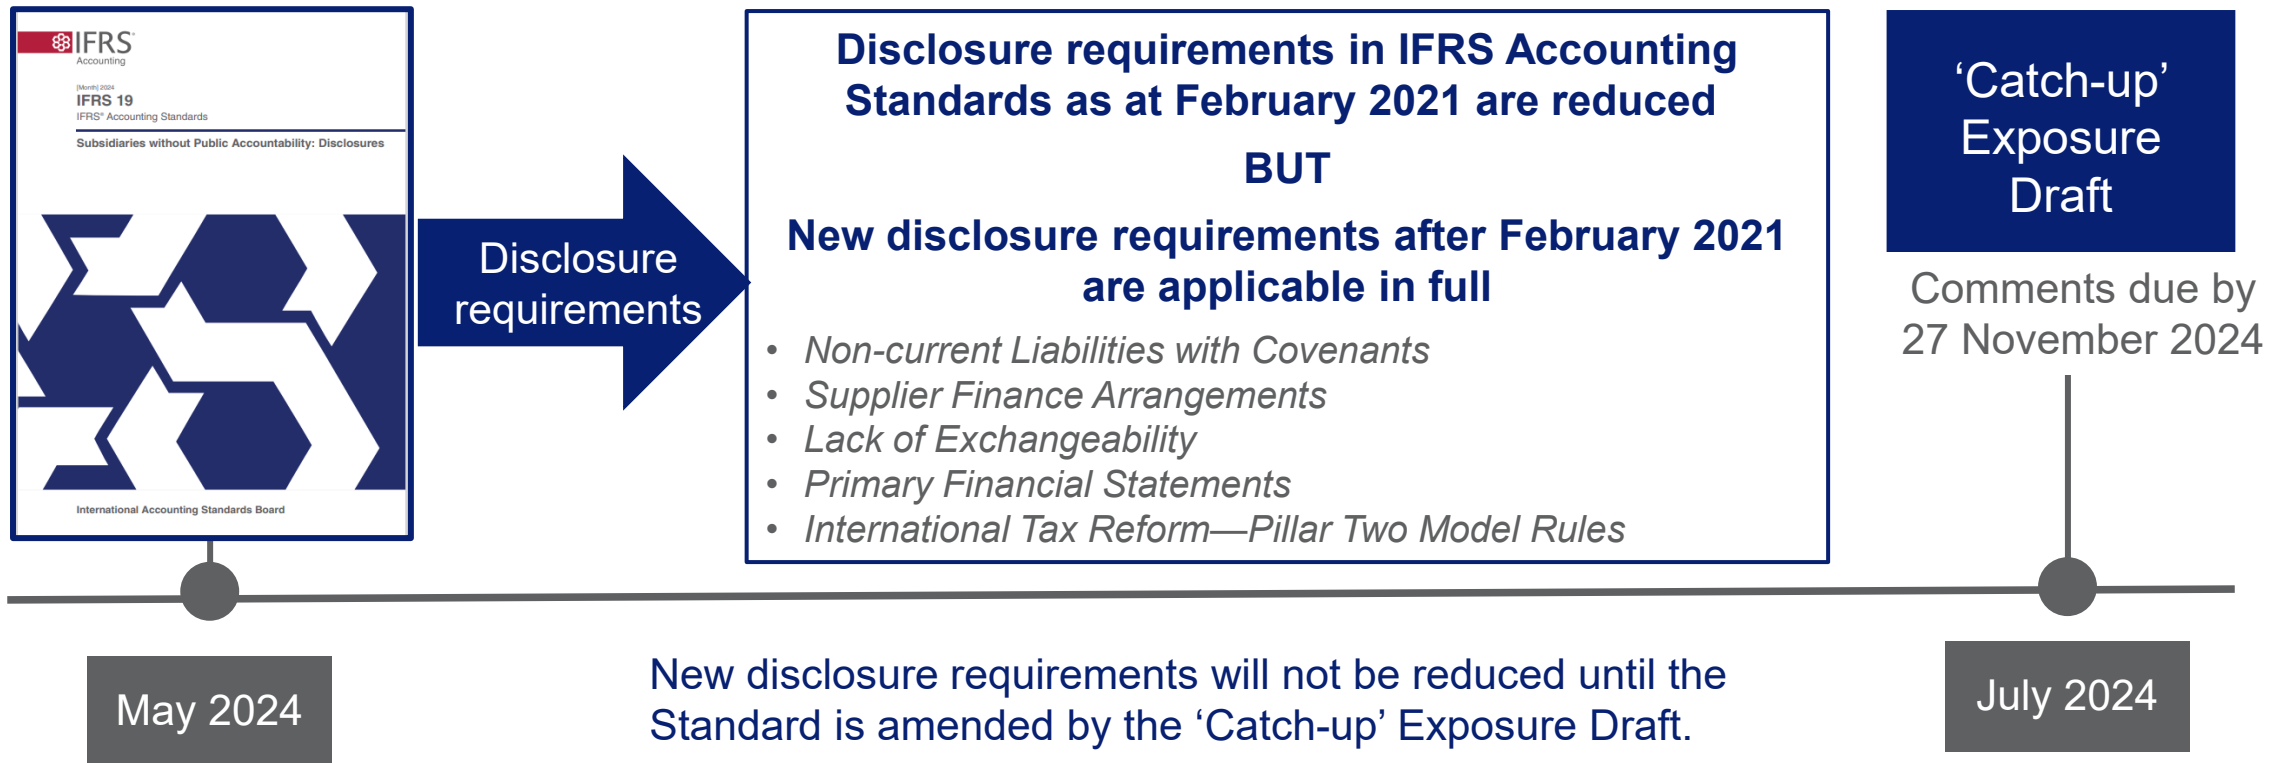 IFRS®
Accounting
[Month] 2024
IFRS 19
IFRS® Accounting Standards
Subsidiaries without Public Accountability: Disclosures
International Accounting Standards Board
Disclosure
requirements
Disclosure requirements in IFRS Accounting
Standards as at February 2021 are reduced
BUT
New disclosure requirements after February 2021
are applicable in full
• Non-current Liabilities with Covenants
• Supplier Finance Arrangements
• Lack of Exchangeability
• Primary Financial Statements
• International Tax Reform—Pillar Two Model Rules
‘Catch-up’
Exposure
Draft
Comments due by
27 November 2024
May 2024
New disclosure requirements will not be reduced until the
Standard is amended by the ‘Catch-up’ Exposure Draft.
July 2024